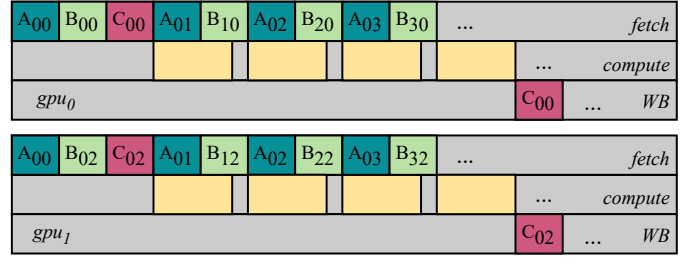 A00 B00 C00 A01 B10 A02 B20 A03 B30 ... fetch
... compute
gpu0 C00 ... WB
A00 B02 C02 A01 B12 A02 B22 A03 B32 ... fetch
... compute
gpu1 C02 ... WB